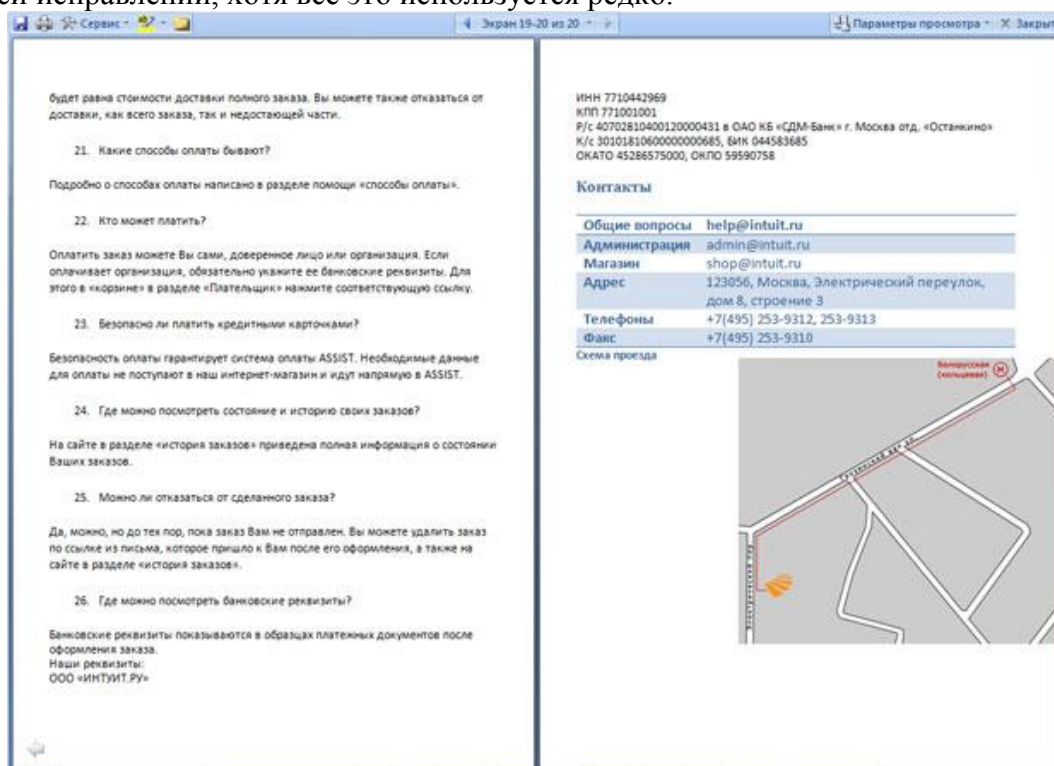 ей исправлений, хотя все это используется редко.
Сервис
Экран 19-20 из 20
Параметры просмотра
будет равна стоимости доставки полного заказа. Вы можете также отказаться от
доставки, как всего заказа, так и недостающей части.
21. Какие способы оплаты бывают?
Подробно о способах оплаты написано в разделе помощи «способы оплаты».
22. Кто может платить?
Оплатить заказ можете Вы сами, доверенное лицо или организация. Если
оплачивает организация, обязательно укажите ее банковские реквизиты. Для
этого в «корзине» в разделе «Плательщик» нажмите соответствующую ссылку.
23. Безопасно ли платить кредитными карточками?
Безопасность оплаты гарантирует система оплаты ASSIST. Необходимые данные
для оплаты не поступают в наш интернет-магазин и идут напрямую в ASSIST.
24. Где можно посмотреть состояние и историю своих заказов?
На сайте в разделе «история заказов» приведена полная информация о состоянии
Ваших заказов.
25. Можно ли отказаться от сделанного заказа?
Да, можно, но до тех пор, пока заказ Вам не отправлен. Вы можете удалить заказ
по ссылке из письма, которое пришло к Вам после его оформления, а также на
сайте в разделе «история заказов».
26. Где можно посмотреть банковские реквизиты?
Банковские реквизиты показываются в образцах платежных документов после
оформления заказа.
Наши реквизиты:
ООО «ИНТУИТ.РУ»
ИНН 7710442969
КПП 771001001
Р/с 40702810400120000431 в ОАО КБ «СДМ-Банк» г. Москва отд. «Останкино»
К/с 30101810600000000685, БИК 044583685
ОКАТО 45286575000, ОКПО 59590758
Контакты
Общие вопросы help@intuit.ru
Администрация admin@intuit.ru
Магазин shop@intuit.ru
Адрес 123056, Москва, Электрический переулок,
дом 8, строение 3
Телефоны +7(495) 253-9312, 253-9313
Факс +7(495) 253-9310
Схема проезда
Белорусская
(кольцевая)